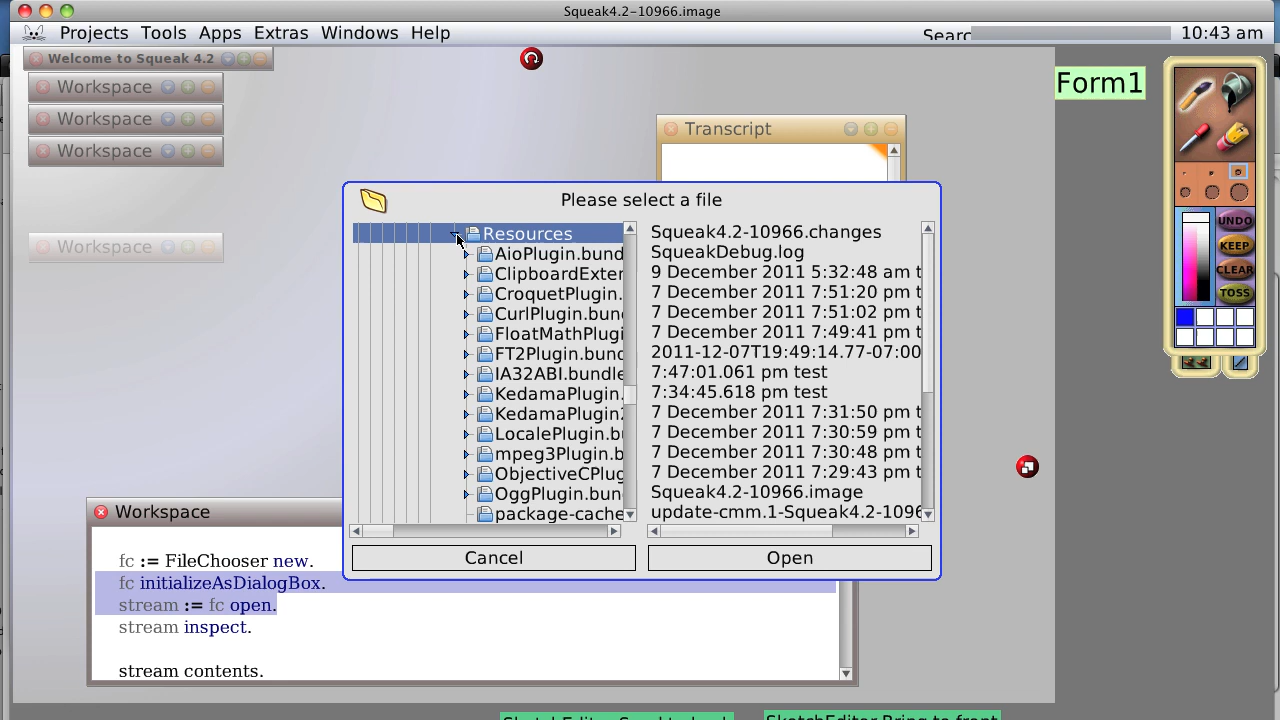 Squeak4.2-10966.image
Projects Tools Apps Extras Windows Help Searc 10:43 am
Welcome to Squeak 4.2
Workspace
Workspace
Workspace
Workspace
Form1
Transcript
UNDO
KEEP
CLEAR
TOSS
Please select a file
Resources
AioPlugin.bund
ClipboardExter
CroquetPlugin.
CurlPlugin.bun
FloatMathPlugi
FT2Plugin.bund
IA32ABI.bundle
KedamaPlugin.
KedamaPlugin2
LocalePlugin.bu
mpeg3Plugin.b
ObjectiveCPlug
OggPlugin.bun
package-cache
Squeak4.2-10966.changes
SqueakDebug.log
9 December 2011 5:32:48 am t
7 December 2011 7:51:20 pm t
7 December 2011 7:51:02 pm t
7 December 2011 7:49:41 pm t
2011-12-07T19:49:14.77-07:00
7:47:01.061 pm test
7:34:45.618 pm test
7 December 2011 7:31:50 pm t
7 December 2011 7:30:59 pm t
7 December 2011 7:30:48 pm t
7 December 2011 7:29:43 pm t
Squeak4.2-10966.image
update-cmm.1-Squeak4.2-1096
Cancel
Open
Workspace
fc := FileChooser new.
fc initializeAsDialogBox.
stream := fc open.
stream inspect.
stream contents.
SketchEditor Bring to front